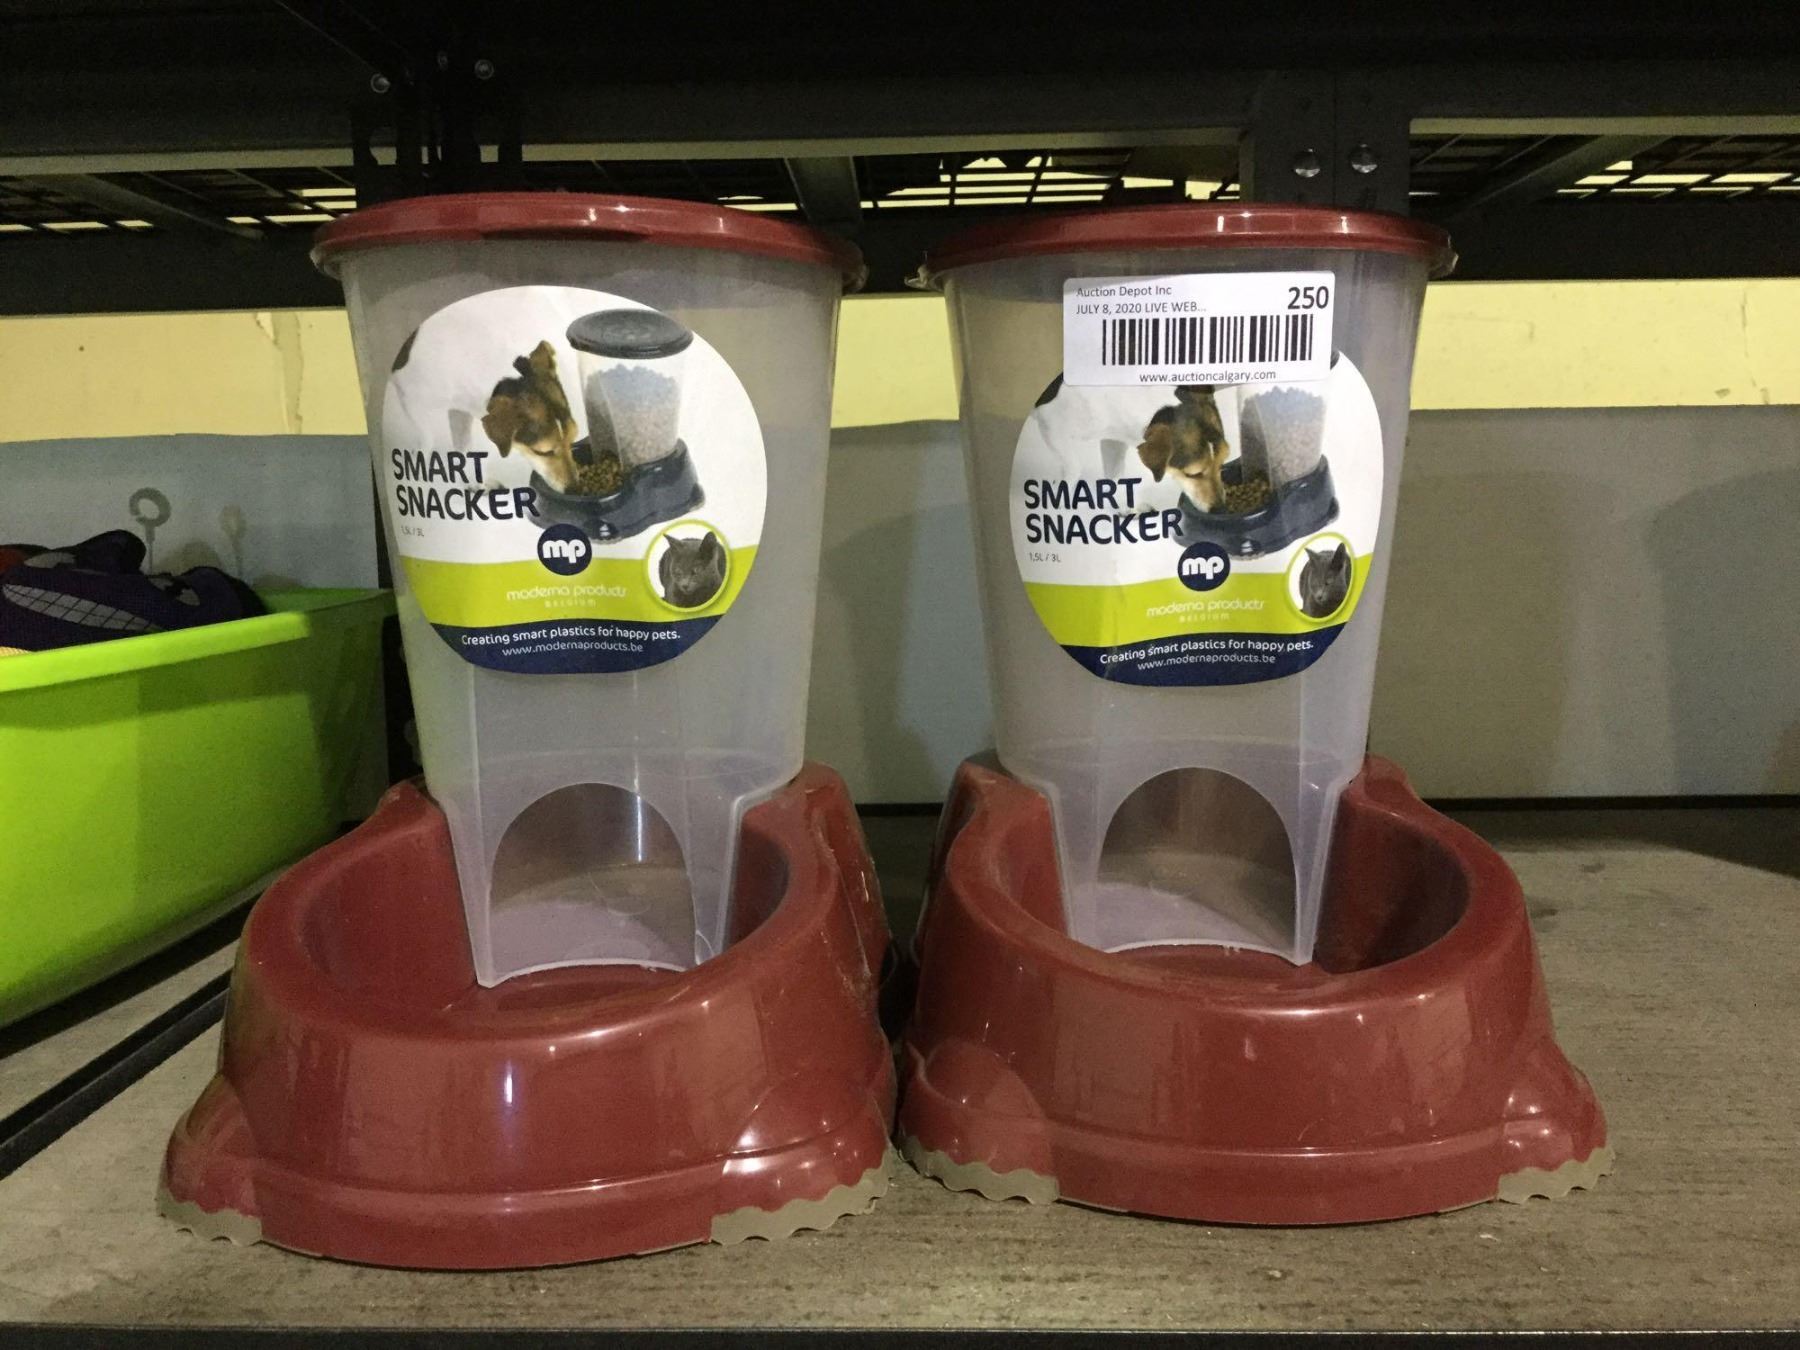 SMART
SNACKER
1,5L / 3L
mp
moderna products
BELGIUM
Creating smart plastics for happy pets.
www.modernaproducts.be
Auction Depot Inc
250
JULY 8, 2020 LIVE WEB...
www.auctioncalgary.com
SMART
SNACKER
1,5L / 3L
mp
moderna products
BELGIUM
Creating smart plastics for happy pets.
www.modernaproducts.be